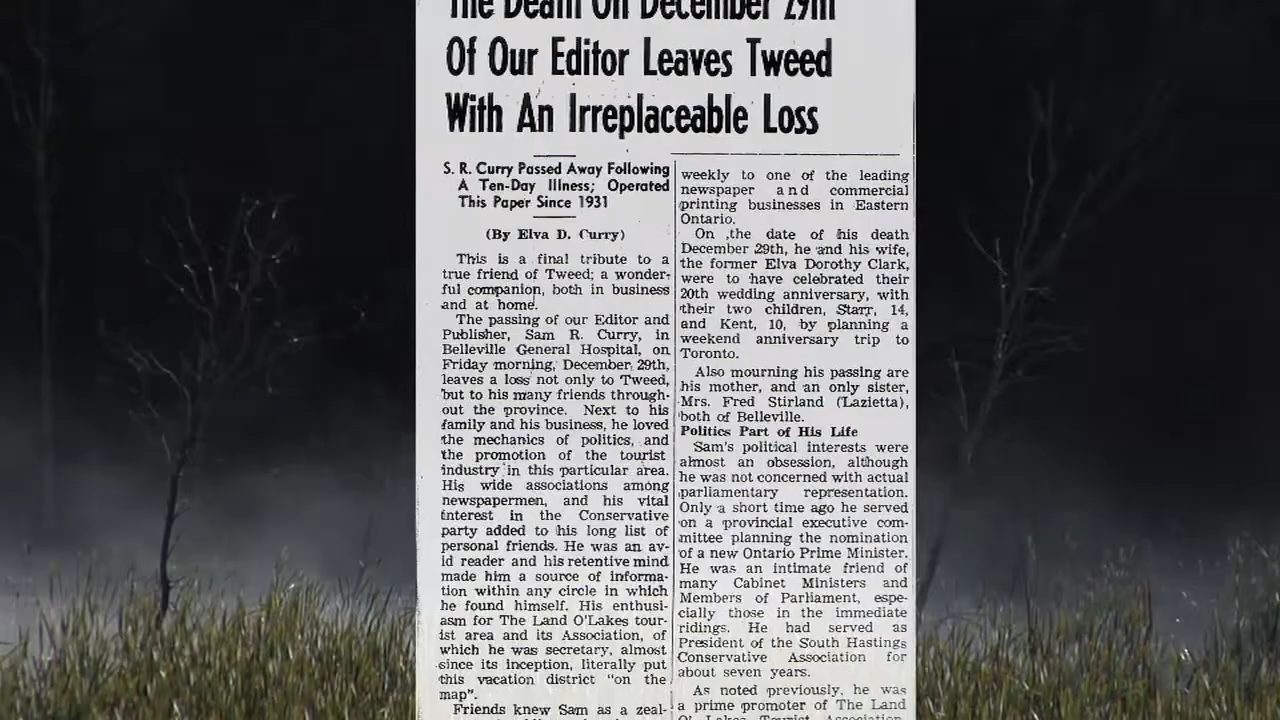 The Death On December 29th
Of Our Editor Leaves Tweed
With An Irreplaceable Loss
S. R. Curry Passed Away Following
A Ten-Day Illness; Operated
This Paper Since 1931
(By Elva D. Curry)
This is a final tribute to a
true friend of Tweed; a wonder-
ful companion, both in business
and at home.
The passing of our Editor and
Publisher, Sam R. Curry, in
Belleville General Hospital, on
Friday morning, December 29th,
leaves a loss not only to Tweed,
but to his many friends through-
out the province. Next to his
family and his business, he loved
the mechanics of politics, and
the promotion of the tourist
industry in this particular area.
His wide associations among
newspapermen, and his vital
interest in the Conservative
party added to his long list of
personal friends. He was an av-
id reader and his retentive mind
made him a source of informa-
tion within any circle in which
he found himself. His enthusi-
asm for The Land O'Lakes tour-
ist area and its Association, of
which he was secretary, almost
since its inception, literally put
this vacation district "on the
map".
Friends knew Sam as a zeal-
weekly to one of the leading
newspaper and commercial
printing businesses in Eastern
Ontario.
On the date of his death
December 29th, he and his wife,
the former Elva Dorothy Clark,
were to have celebrated their
20th wedding anniversary, with
their two children, Starr, 14,
and Kent, 10, by planning a
weekend anniversary trip to
Toronto.
Also mourning his passing are
his mother, and an only sister,
Mrs. Fred Stirland (Lazietta),
both of Belleville.
Politics Part of His Life
Sam's political interests were
almost an obsession, although
he was not concerned with actual
parliamentary representation.
Only a short time ago he served
on a provincial executive com-
mittee planning the nomination
of a new Ontario Prime Minister.
He was an intimate friend of
many Cabinet Ministers and
Members of Parliament, espe-
cially those in the immediate
ridings. He had served as
President of the South Hastings
Conservative Association for
about seven years.
As noted previously, he was
a prime promoter of The Land
O' Lakes Tourist Association,